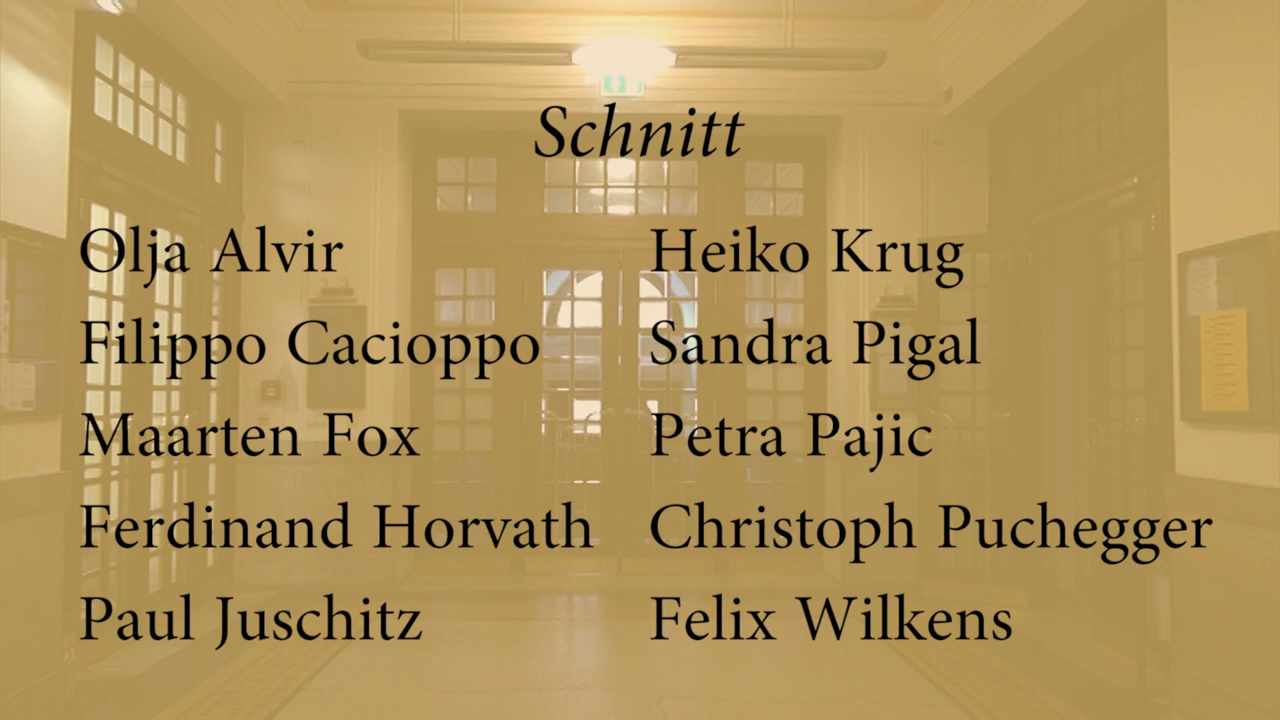 Schnitt
Olja Alvir
Filippo Cacioppo
Maarten Fox
Ferdinand Horvath
Paul Juschitz
Heiko Krug
Sandra Pigal
Petra Pajic
Christoph Puchegger
Felix Wilkens